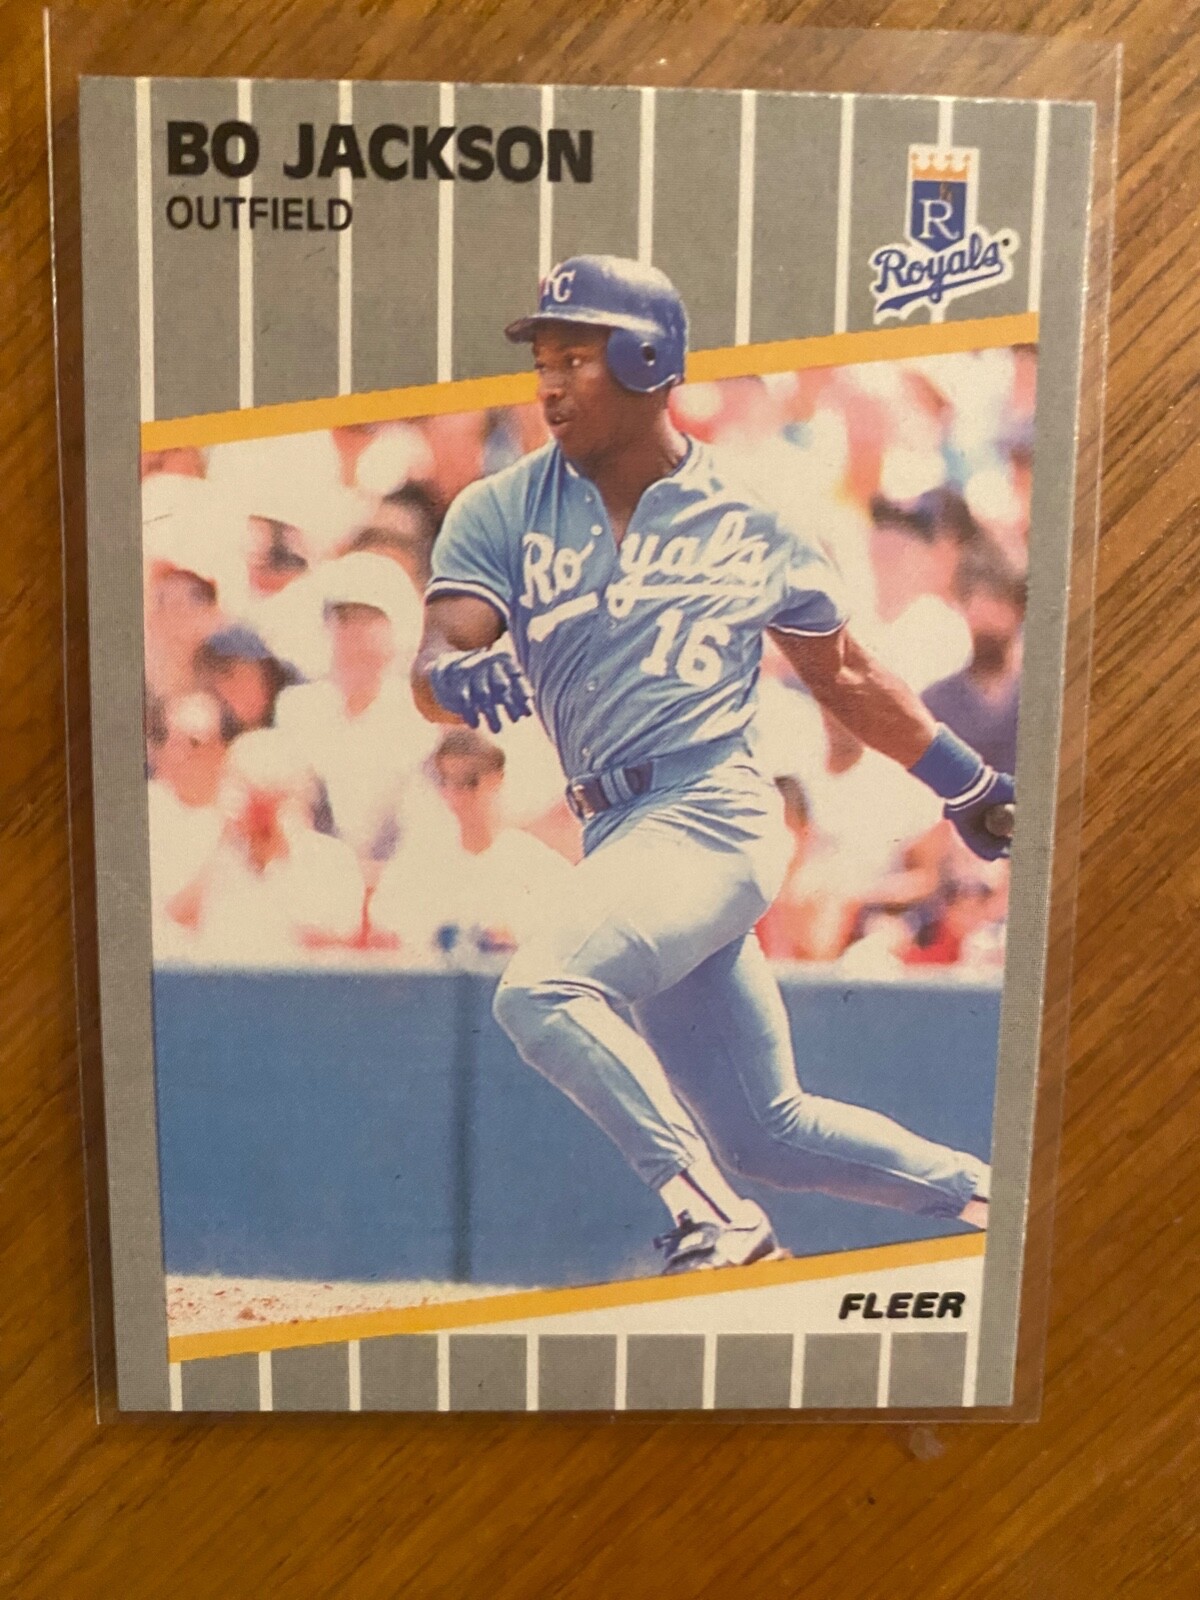 BO JACKSON
OUTFIELD
R
Royals
KC
Royals
16
FLEER